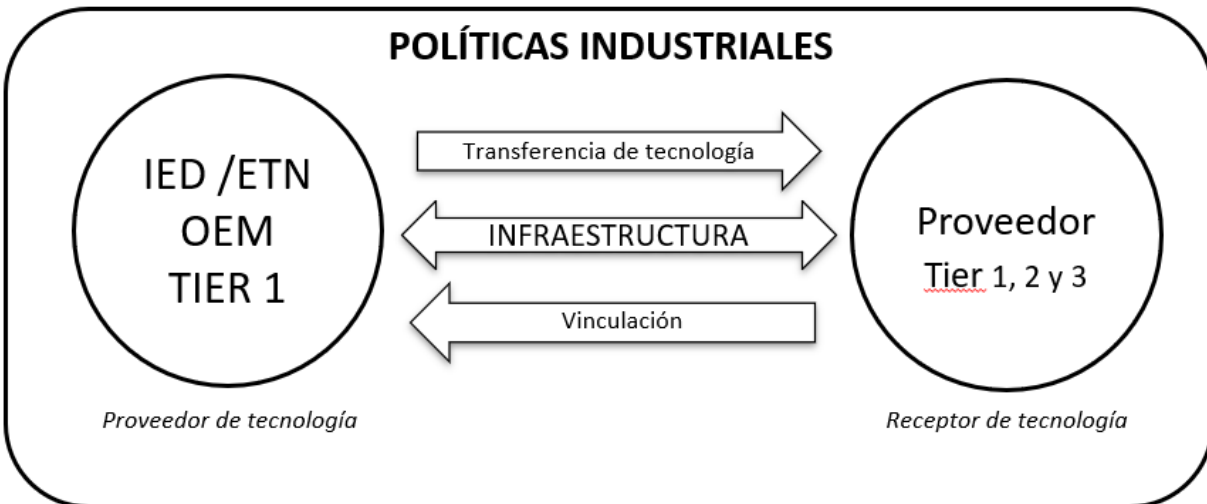 POLÍTICAS INDUSTRIALES
IED /ETN
OEM
TIER 1
Transferencia de tecnología
INFRAESTRUCTURA
Vinculación
Proveedor
Tier 1, 2 y 3
Proveedor de tecnología
Receptor de tecnología